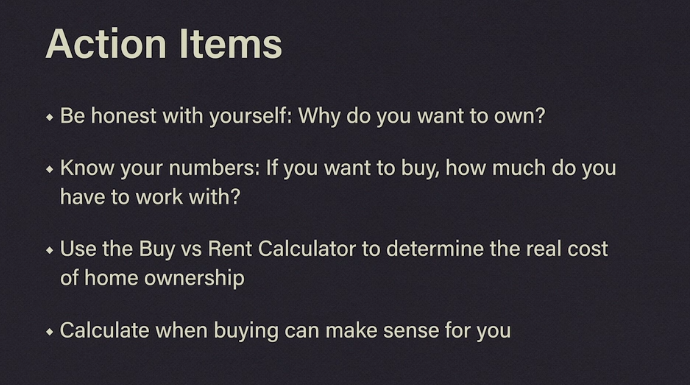 Action Items
⬩ Be honest with yourself: Why do you want to own?
⬩ Know your numbers: If you want to buy, how much do you
have to work with?
⬩ Use the Buy vs Rent Calculator to determine the real cost
of home ownership
⬩ Calculate when buying can make sense for you